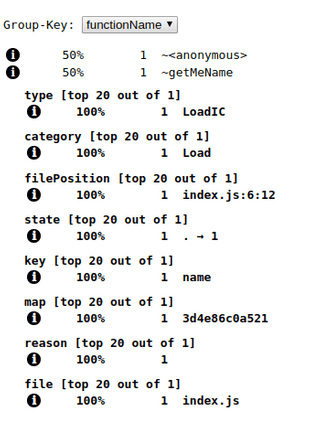 Group-Key: functionName
50% 1 ~<anonymous>
50% 1 ~getMeName
type [top 20 out of 1]
100% 1 LoadIC
category [top 20 out of 1]
100% 1 Load
filePosition [top 20 out of 1]
100% 1 index.js:6:12
state [top 20 out of 1]
100% 1 . → 1
key [top 20 out of 1]
100% 1 name
map [top 20 out of 1]
100% 1 3d4e86c0a521
reason [top 20 out of 1]
100% 1
file [top 20 out of 1]
100% 1 index.js